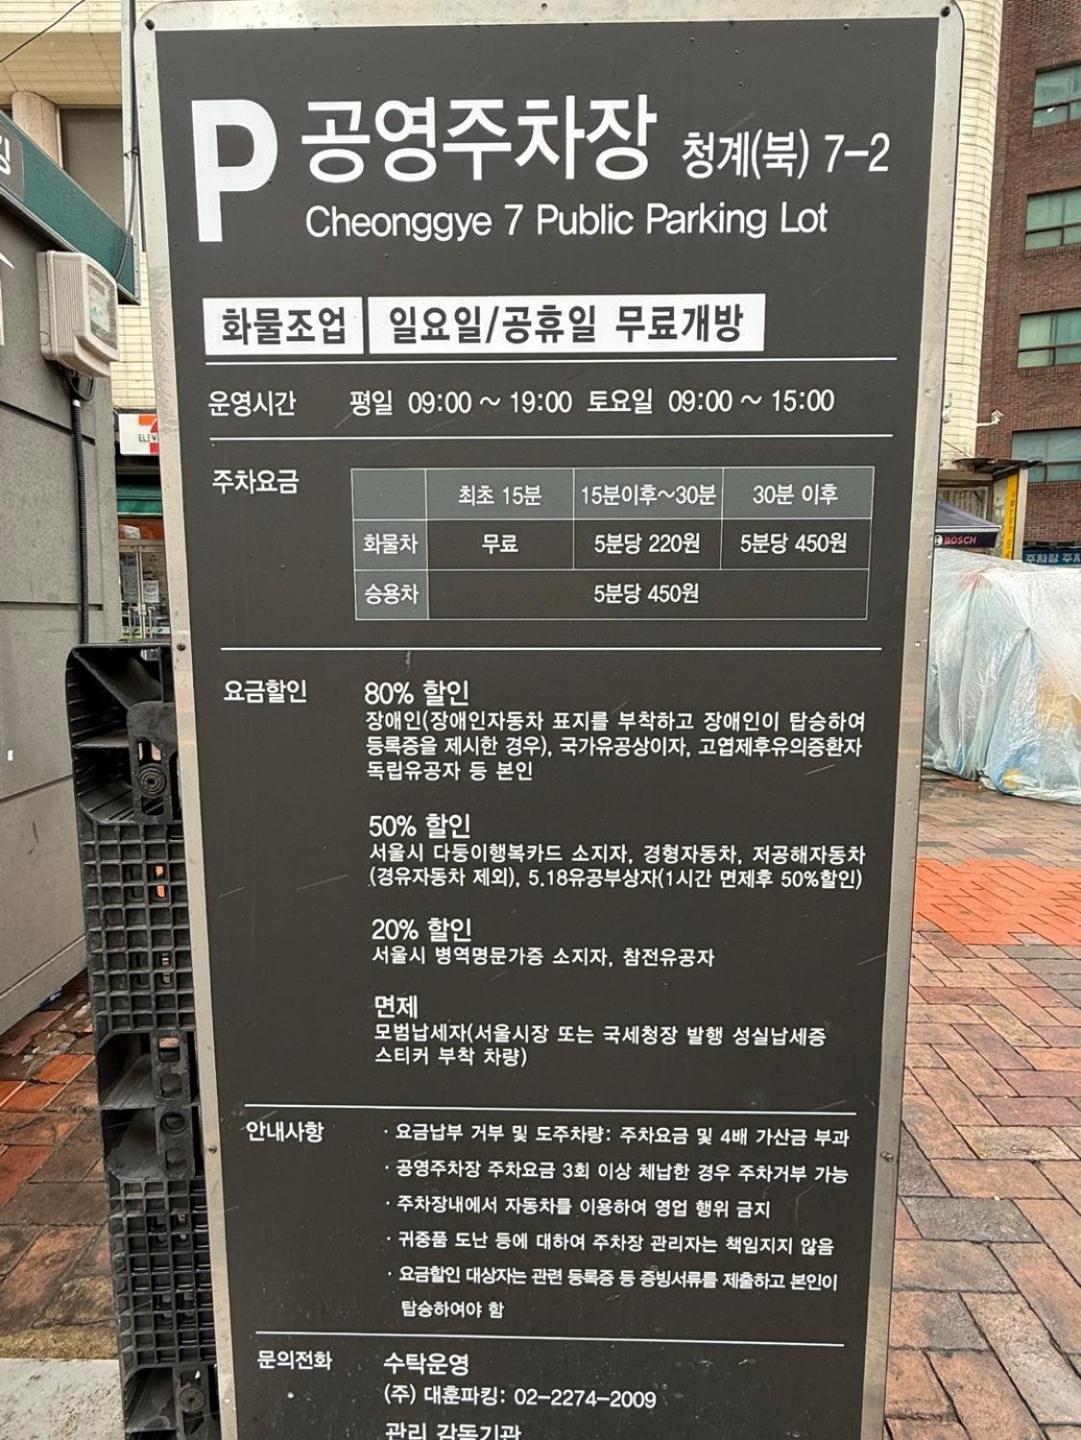 P 공영주차장 청계(북) 7-2
Cheonggye 7 Public Parking Lot
화물조업 일요일/공휴일 무료개방
운영시간 평일 09:00 ~ 19:00 토요일 09:00 ~ 15:00
주차요금
최초 15분 15분이후~30분 30분 이후
화물차 무료 5분당 220원 5분당 450원
승용차 5분당 450원
요금할인 80% 할인
장애인(장애인자동차 표지를 부착하고 장애인이 탑승하여
등록증을 제시한 경우), 국가유공상이자, 고엽제후유의증환자
독립유공자 등 본인
50% 할인
서울시 다둥이행복카드 소지자, 경형자동차, 저공해자동차
(경유자동차 제외), 5.18유공부상자(1시간 면제후 50%할인)
20% 할인
서울시 병역명문가증 소지자, 참전유공자
면제
모범납세자(서울시장 또는 국세청장 발행 성실납세증
스티커 부착 차량)
안내사항 · 요금납부 거부 및 도주차량: 주차요금 및 4배 가산금 부과
· 공영주차장 주차요금 3회 이상 체납한 경우 주차거부 가능
· 주차장내에서 자동차를 이용하여 영업 행위 금지
· 귀중품 도난 등에 대하여 주차장 관리자는 책임지지 않음
· 요금할인 대상자는 관련 등록증 등 증빙서류를 제출하고 본인이
탑승하여야 함
문의전화 수탁운영
(주) 대훈파킹: 02-2274-2009
관리 감독기관
BOSCH